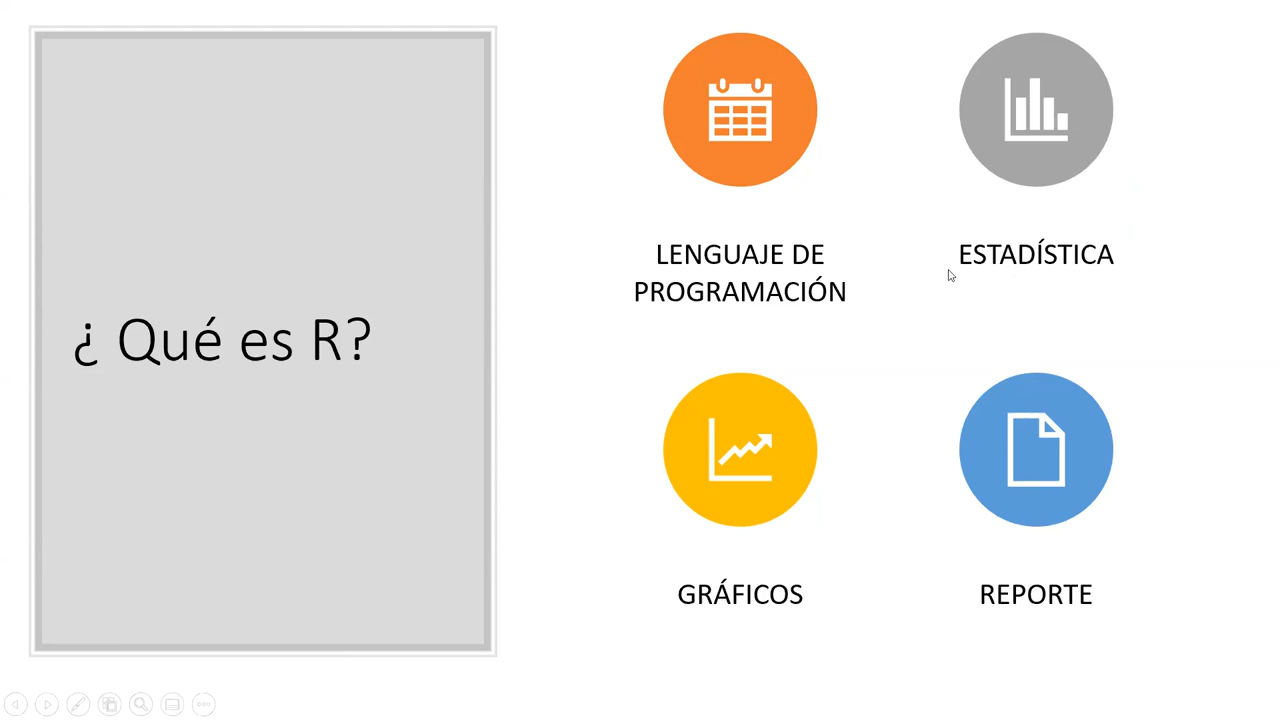 ¿ Qué es R?
LENGUAJE DE
PROGRAMACIÓN
ESTADÍSTICA
GRÁFICOS
REPORTE